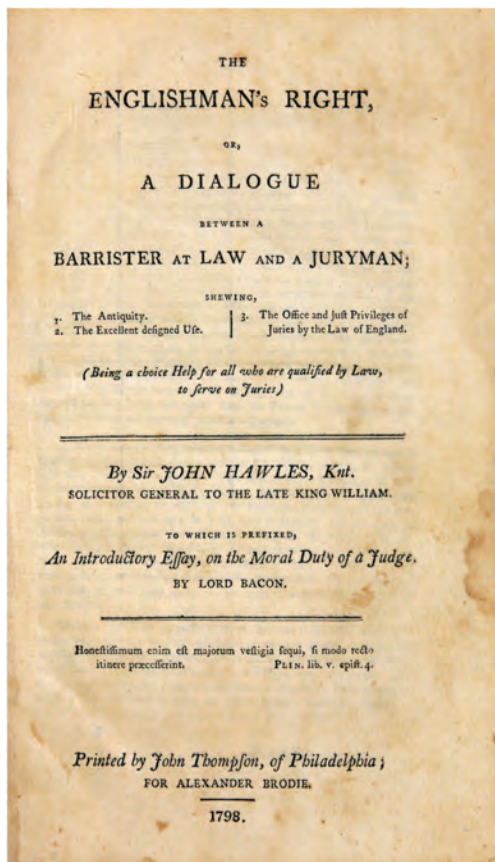 THE
ENGLISHMAN's RIGHT,
OR,
A DIALOGUE
BETWEEN A
BARRISTER AT LAW AND A JURYMAN;
SHEWING,
1. The Antiquity.
2. The Excellent deſigned Uſe.
3. The Office and juſt Privileges of
Juries by the Law of England.
(Being a choice Help for all who are qualified by Law,
to ſerve on Juries)
By Sir JOHN HAWLES, Knt.
SOLICITOR GENERAL TO THE LATE KING WILLIAM.
TO WHICH IS PREFIXED,
An Introductory Eſſay, on the Moral Duty of a Judge.
BY LORD BACON.
Honeſtiſſimum enim eſt majorum veſtigia ſequi, ſi modo recto
itinere præceſſerint. PLIN. lib. v. epiſt. 4.
Printed by John Thompſon, of Philadelphia;
FOR ALEXANDER BRODIE.
1798.